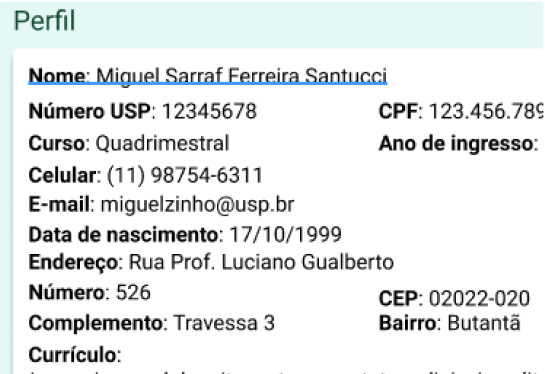 Perfil
Nome: Miguel Sarraf Ferreira Santucci
Número USP: 12345678 CPF: 123.456.789
Curso: Quadrimestral Ano de ingresso:
Celular: (11) 98754-6311
E-mail: miguelzinho@usp.br
Data de nascimento: 17/10/1999
Endereço: Rua Prof. Luciano Gualberto
Número: 526 CEP: 02022-020
Complemento: Travessa 3 Bairro: Butantã
Currículo: